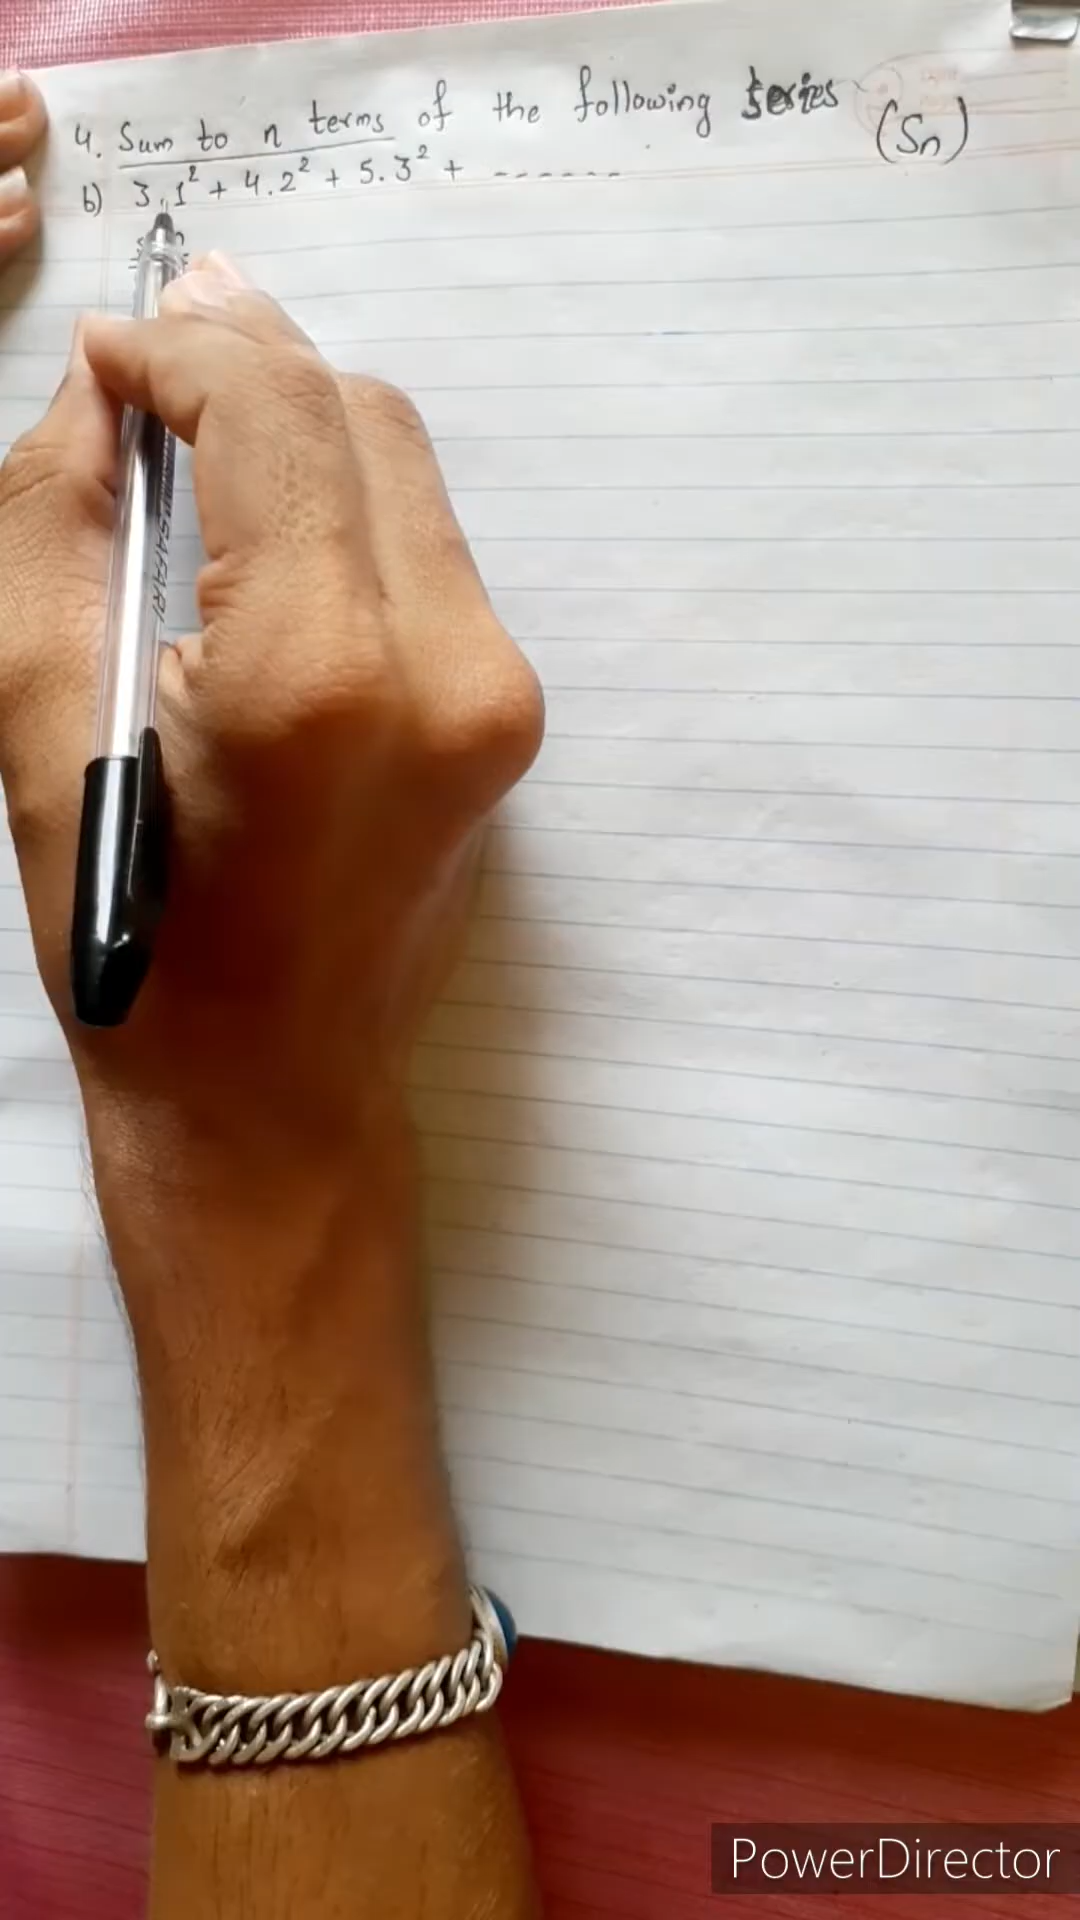 4. Sum to n terms of the following series (Sn)
b) 3.1² + 4.2² + 5.3² + ------
SAFARI
PowerDirector